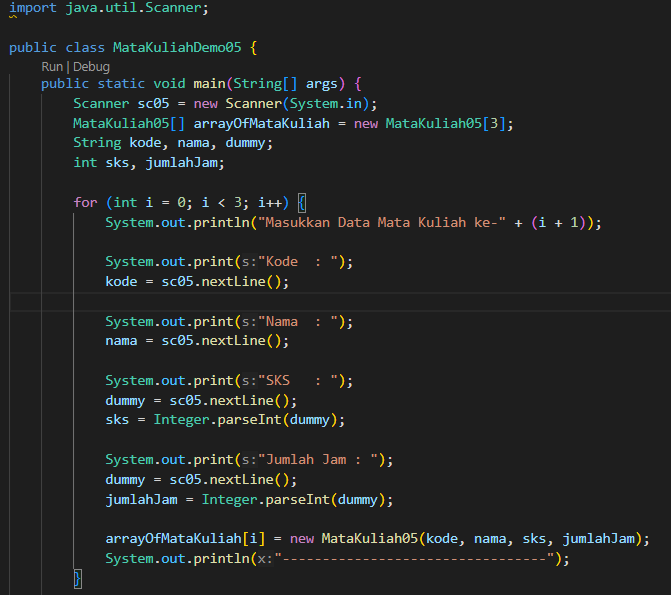 import java.util.Scanner;
public class MataKuliahDemo05 {
Run | Debug
public static void main(String[] args) {
Scanner sc05 = new Scanner(System.in);
MataKuliah05[] arrayOfMataKuliah = new MataKuliah05[3];
String kode, nama, dummy;
int sks, jumlahJam;
for (int i = 0; i < 3; i++) {
System.out.println("Masukkan Data Mata Kuliah ke-" + (i + 1));
System.out.print(s:"Kode  : ");
kode = sc05.nextLine();
System.out.print(s:"Nama  : ");
nama = sc05.nextLine();
System.out.print(s:"SKS   : ");
dummy = sc05.nextLine();
sks = Integer.parseInt(dummy);
System.out.print(s:"Jumlah Jam : ");
dummy = sc05.nextLine();
jumlahJam = Integer.parseInt(dummy);
arrayOfMataKuliah[i] = new MataKuliah05(kode, nama, sks, jumlahJam);
System.out.println(x:"---------------------------------");
}